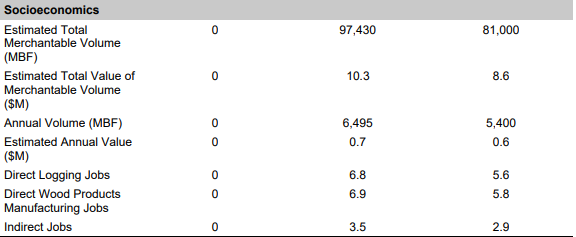 Socioeconomics
Estimated Total 0 97,430 81,000
Merchantable Volume
(MBF)
Estimated Total Value of 0 10.3 8.6
Merchantable Volume
($M)
Annual Volume (MBF) 0 6,495 5,400
Estimated Annual Value 0 0.7 0.6
($M)
Direct Logging Jobs 0 6.8 5.6
Direct Wood Products 0 6.9 5.8
Manufacturing Jobs
Indirect Jobs 0 3.5 2.9